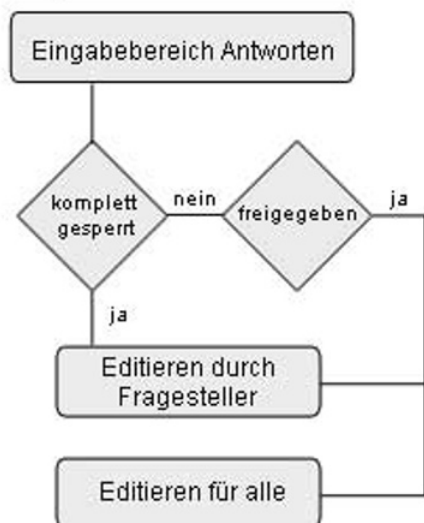 Eingabebereich Antworten
komplett
gesperrt
nein
freigegeben
ja
ja
Editieren durch
Fragesteller
Editieren für alle